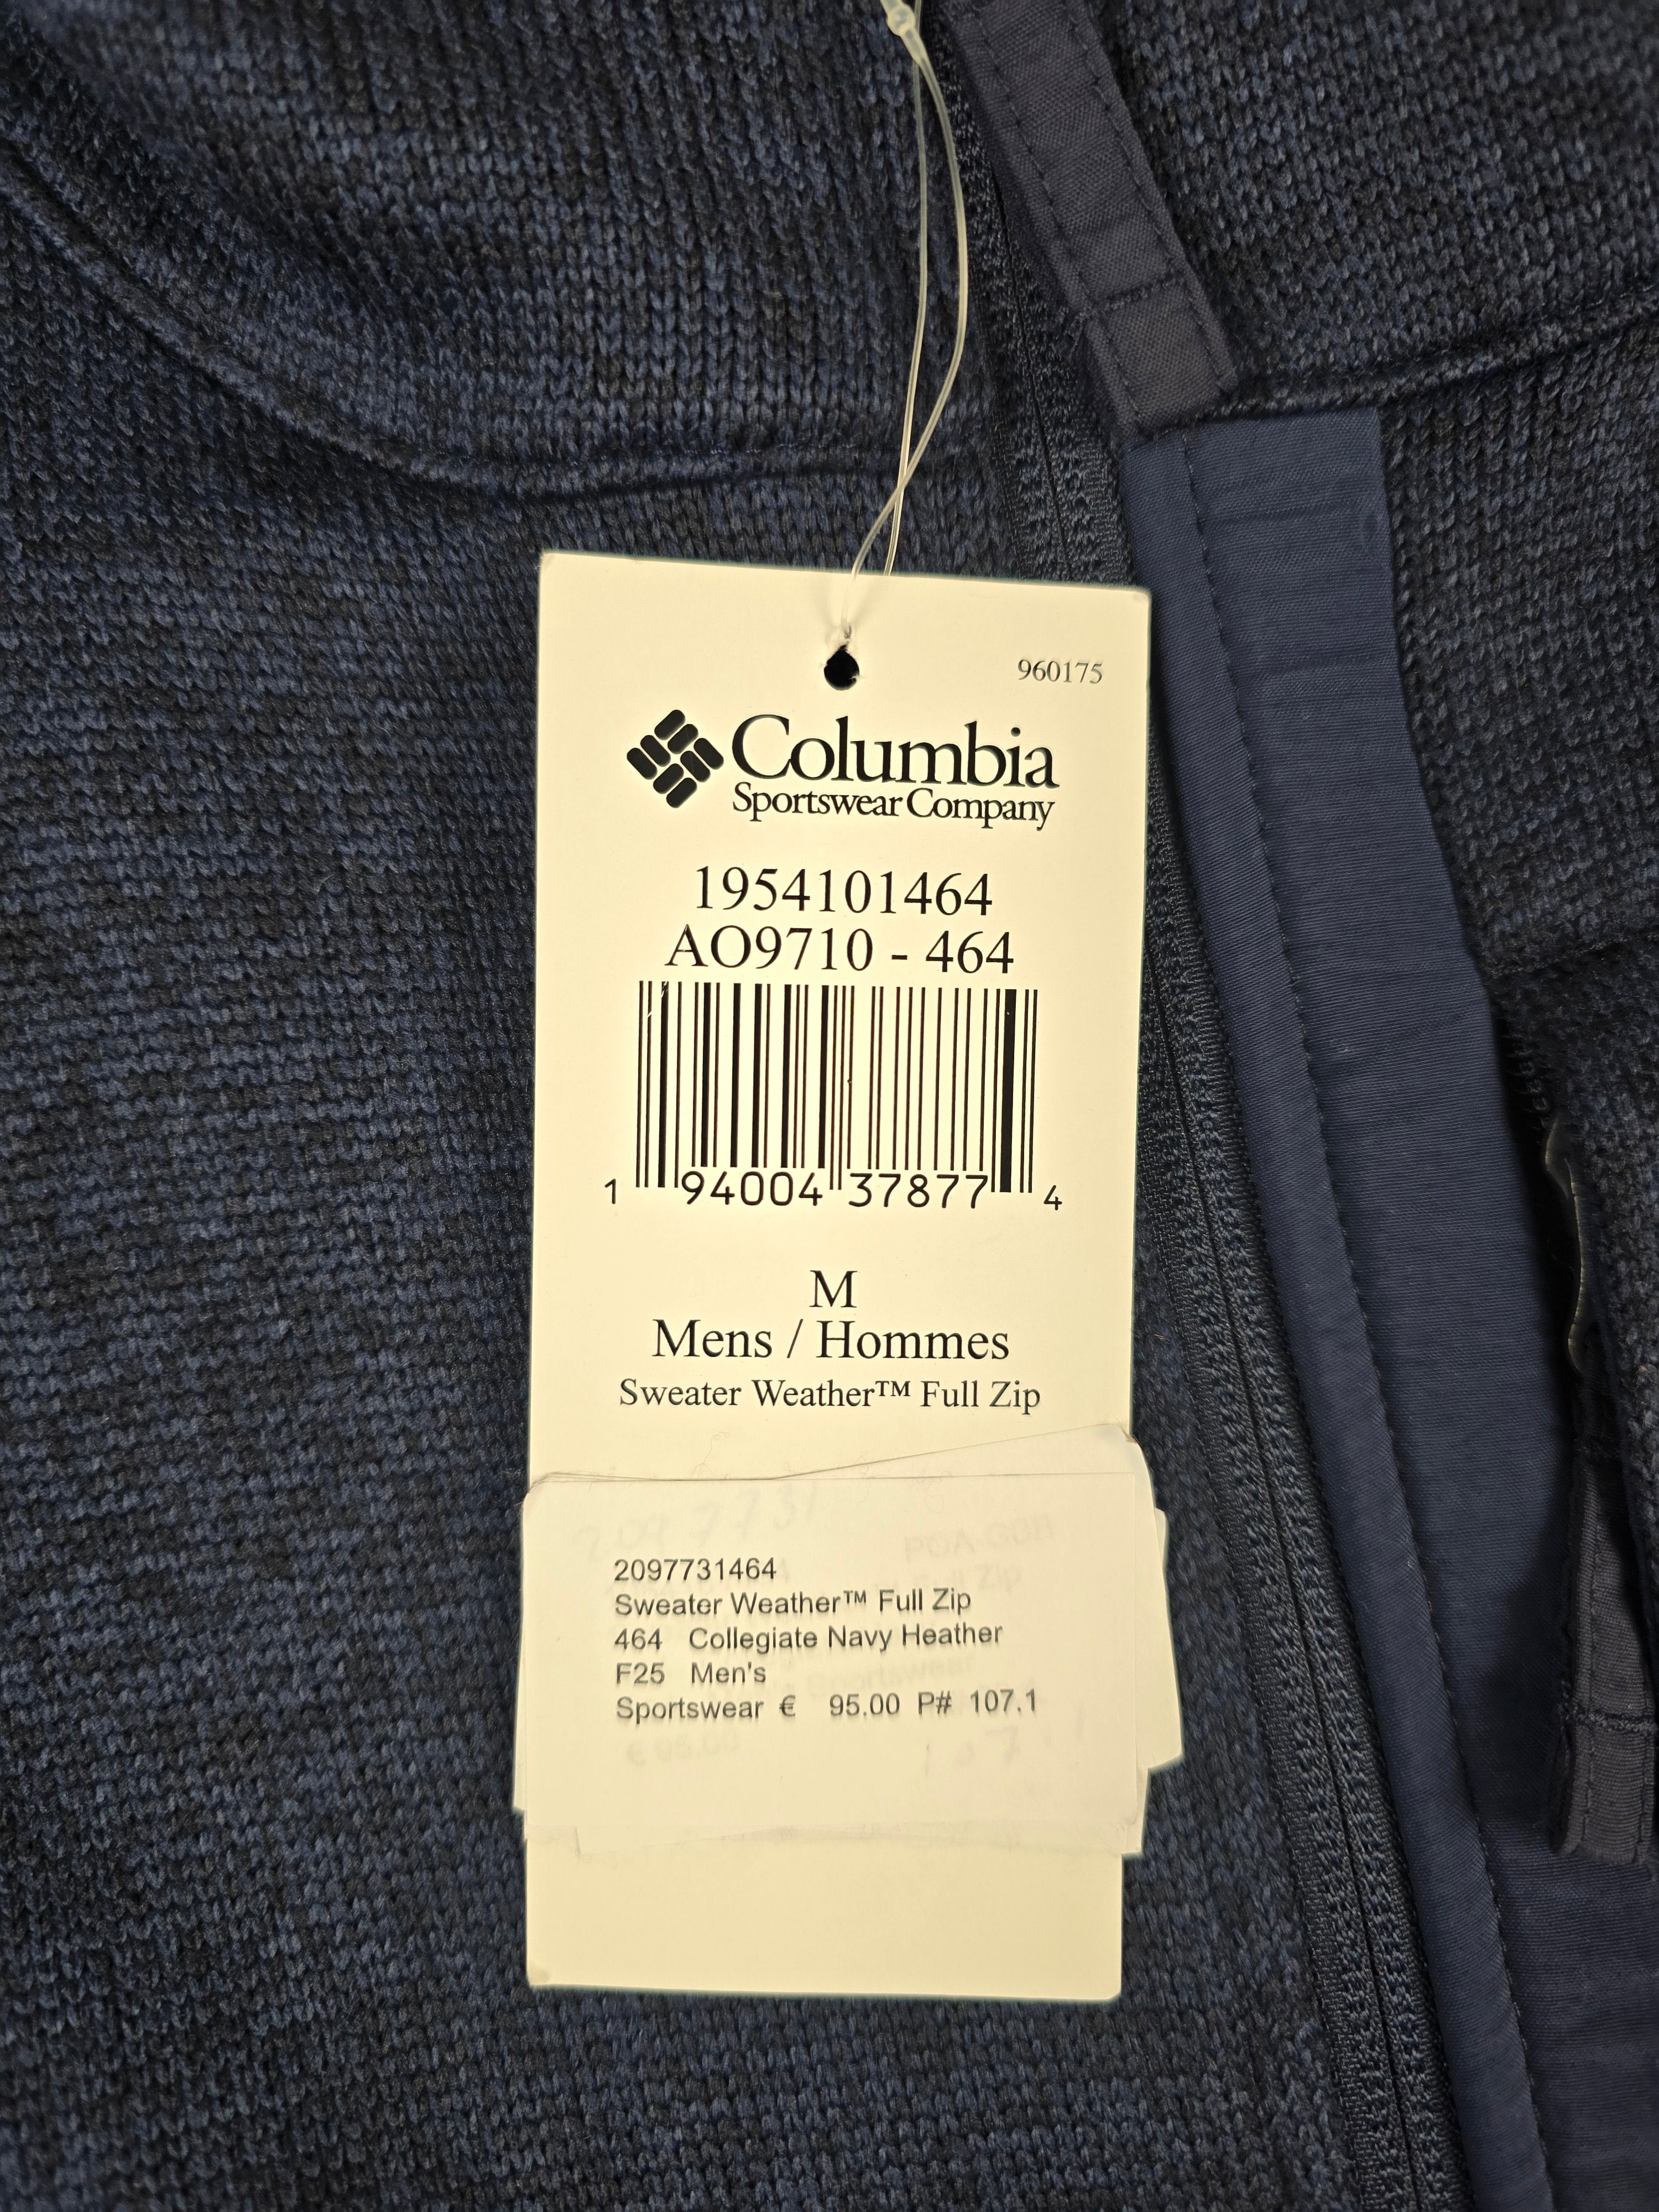 960175
Columbia
Sportswear Company
1954101464
AO9710 - 464
1 94004 37877 4
M
Mens / Hommes
Sweater Weather™ Full Zip
2097731464
Sweater Weather™ Full Zip
464 Collegiate Navy Heather
F25 Men's
Sportswear € 95.00 P# 107.1